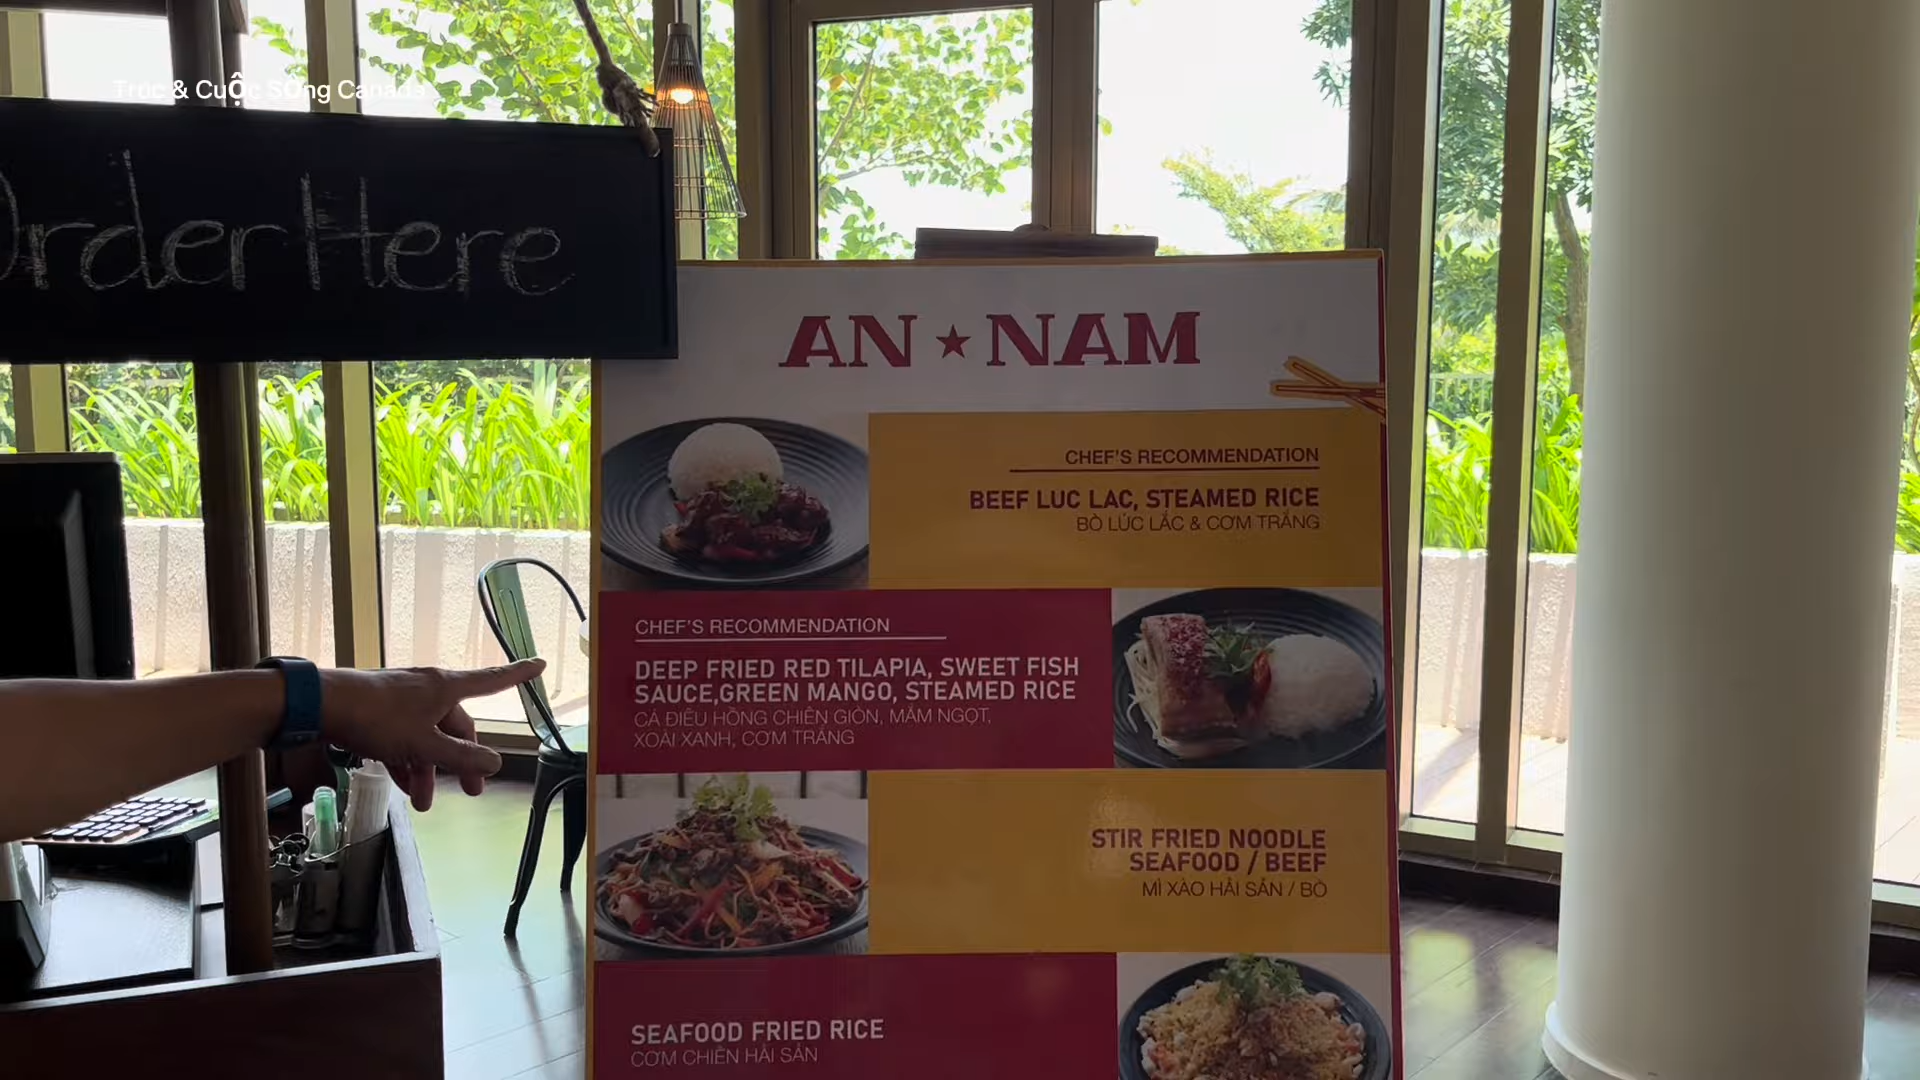 Trúc & Cuộc Sống Canada
Order Here
AN ★ NAM
CHEF'S RECOMMENDATION
BEEF LUC LAC, STEAMED RICE
BÒ LÚC LẮC & CƠM TRẮNG
CHEF'S RECOMMENDATION
DEEP FRIED RED TILAPIA, SWEET FISH
SAUCE,GREEN MANGO, STEAMED RICE
CÁ ĐIÊU HỒNG CHIÊN GIÒN, MẮM NGỌT,
XOÀI XANH, CƠM TRẮNG
STIR FRIED NOODLE
SEAFOOD / BEEF
MÌ XÀO HẢI SẢN / BÒ
SEAFOOD FRIED RICE
CƠM CHIÊN HẢI SẢN